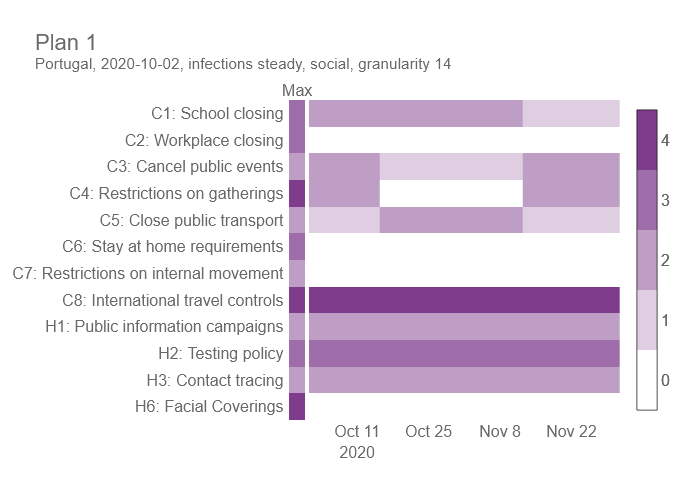 Plan 1
Portugal, 2020-10-02, infections steady, social, granularity 14
Max
C1: School closing
C2: Workplace closing
C3: Cancel public events
C4: Restrictions on gatherings
C5: Close public transport
C6: Stay at home requirements
C7: Restrictions on internal movement
C8: International travel controls
H1: Public information campaigns
H2: Testing policy
H3: Contact tracing
H6: Facial Coverings
Oct 11 Oct 25 Nov 8 Nov 22
2020
4
3
2
1
0